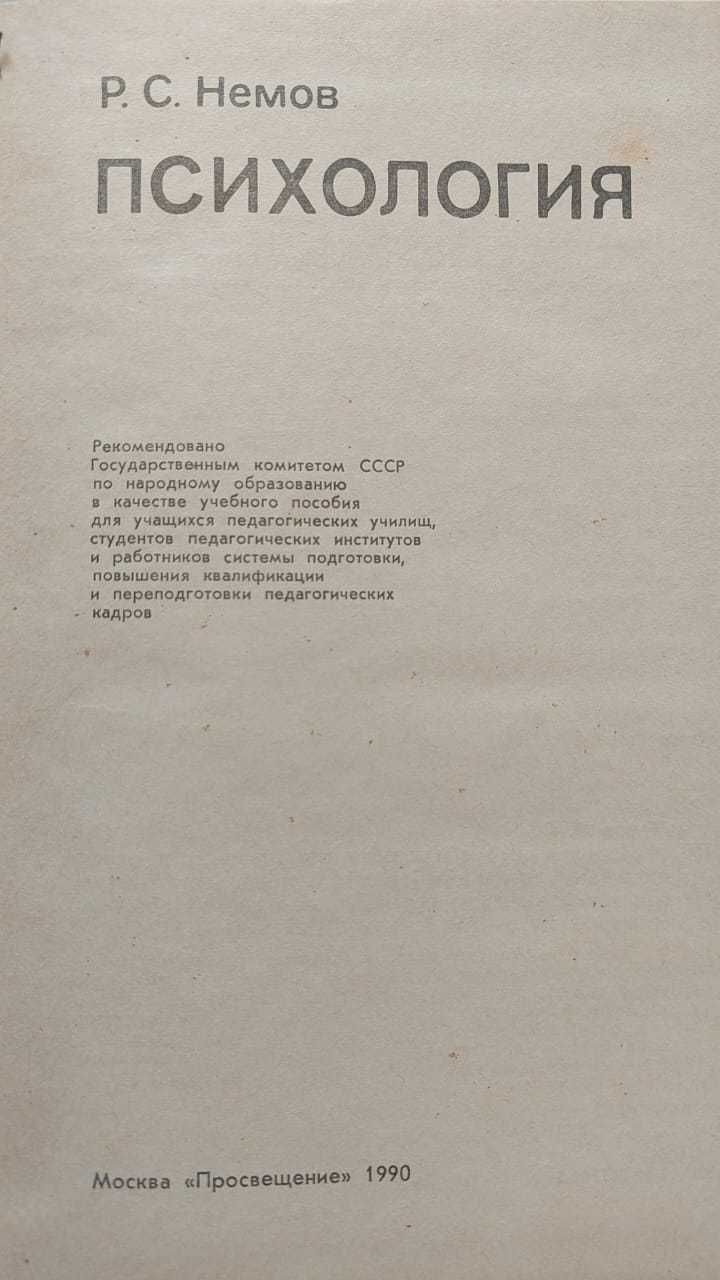 Р. С. Немов
ПСИХОЛОГИЯ
Рекомендовано
Государственным комитетом СССР
по народному образованию
в качестве учебного пособия
для учащихся педагогических училищ,
студентов педагогических институтов
и работников системы подготовки,
повышения квалификации
и переподготовки педагогических
кадров
Москва «Просвещение» 1990